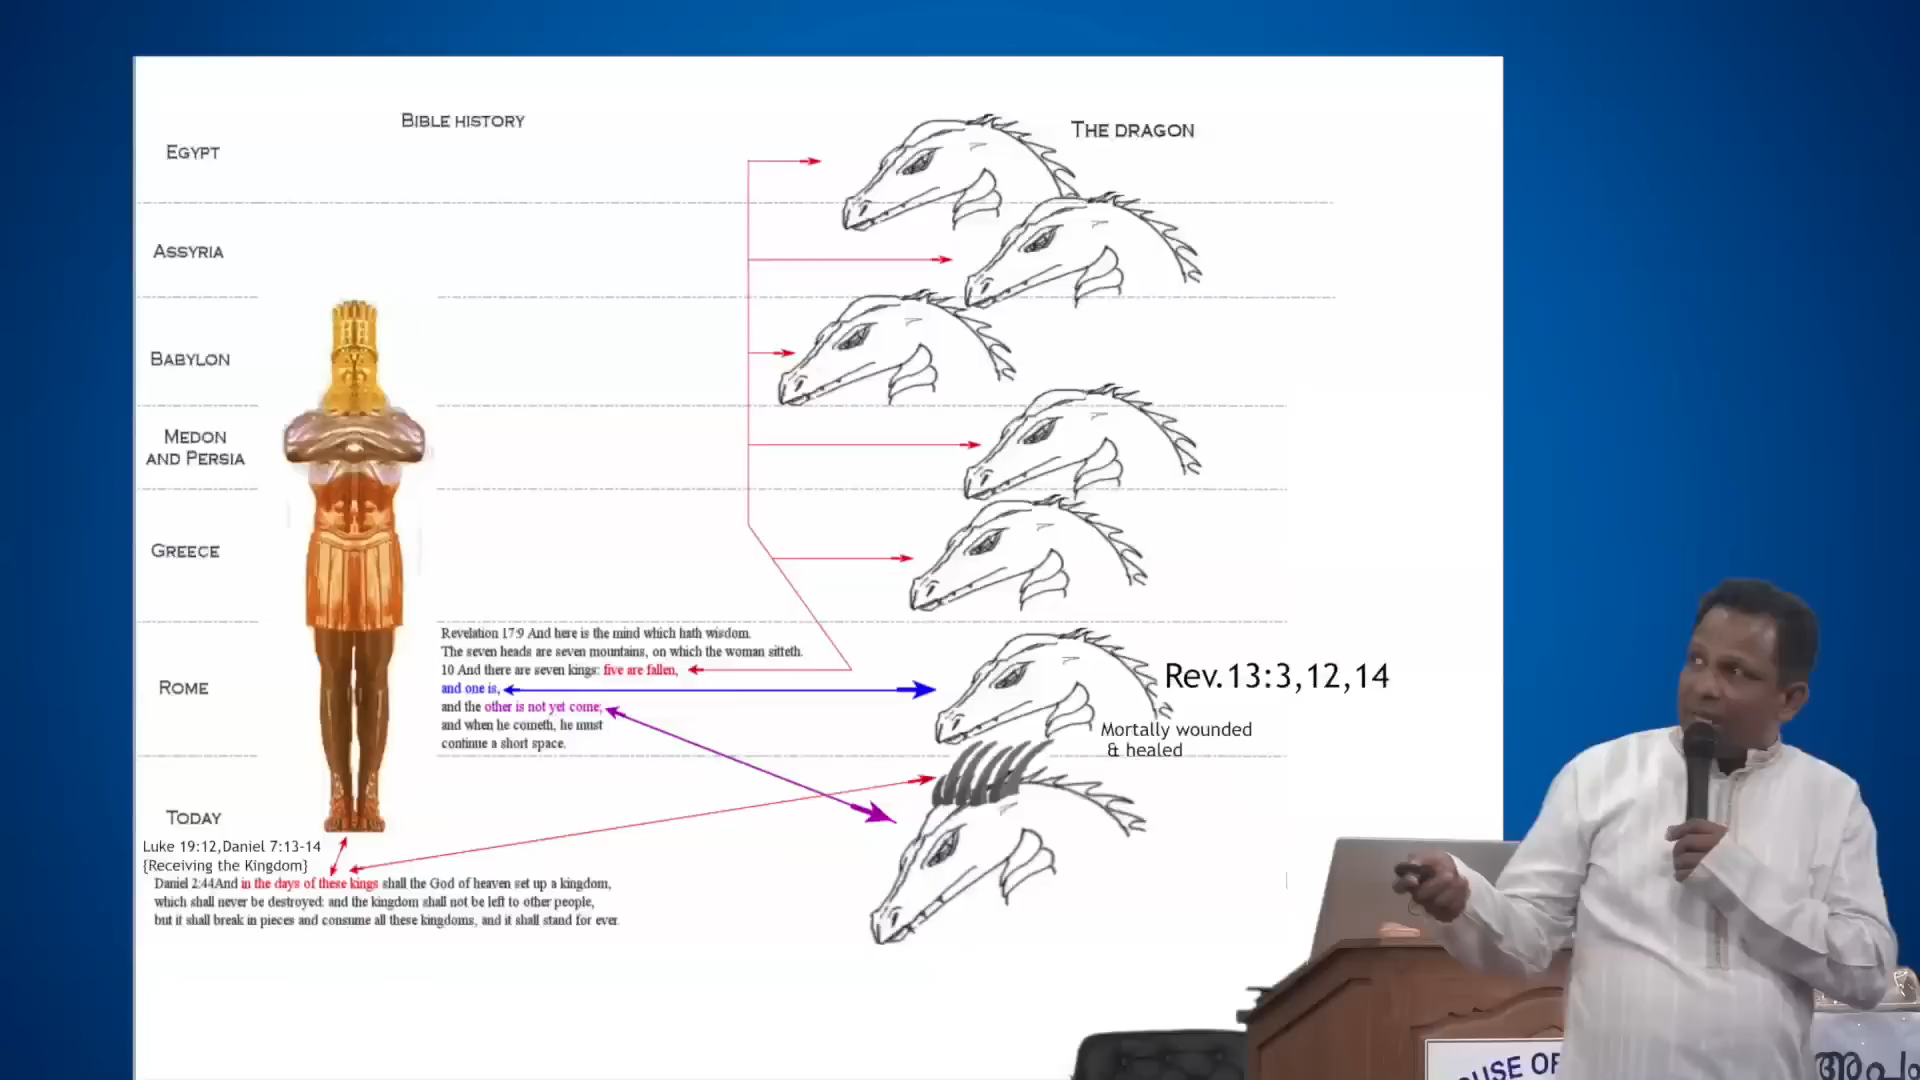 BIBLE HISTORY
THE DRAGON
EGYPT
ASSYRIA
BABYLON
MEDON
AND PERSIA
GREECE
ROME
TODAY
Revelation 17:9 And here is the mind which hath wisdom.
The seven heads are seven mountains, on which the woman sitteth.
10 And there are seven kings: five are fallen,
and one is,
and the other is not yet come;
and when he cometh, he must
continue a short space.
Rev.13:3,12,14
Mortally wounded
& healed
Luke 19:12,Daniel 7:13-14
{Receiving the Kingdom}
Daniel 2:44And in the days of these kings shall the God of heaven set up a kingdom,
which shall never be destroyed: and the kingdom shall not be left to other people,
but it shall break in pieces and consume all these kingdoms, and it shall stand for ever.
USE OF